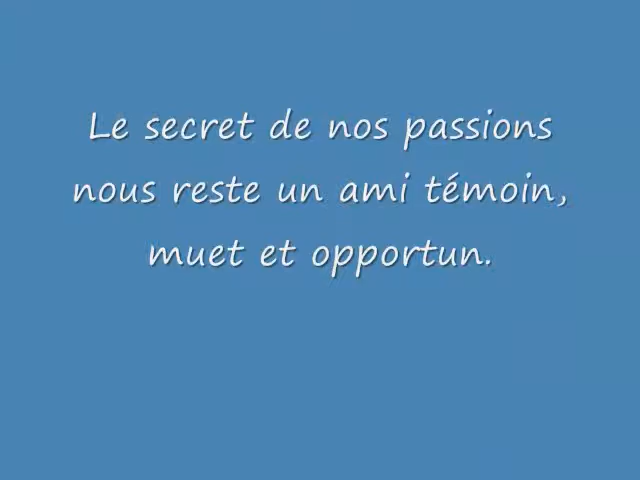 Le secret de nos passions
nous reste un ami témoin,
muet et opportun.